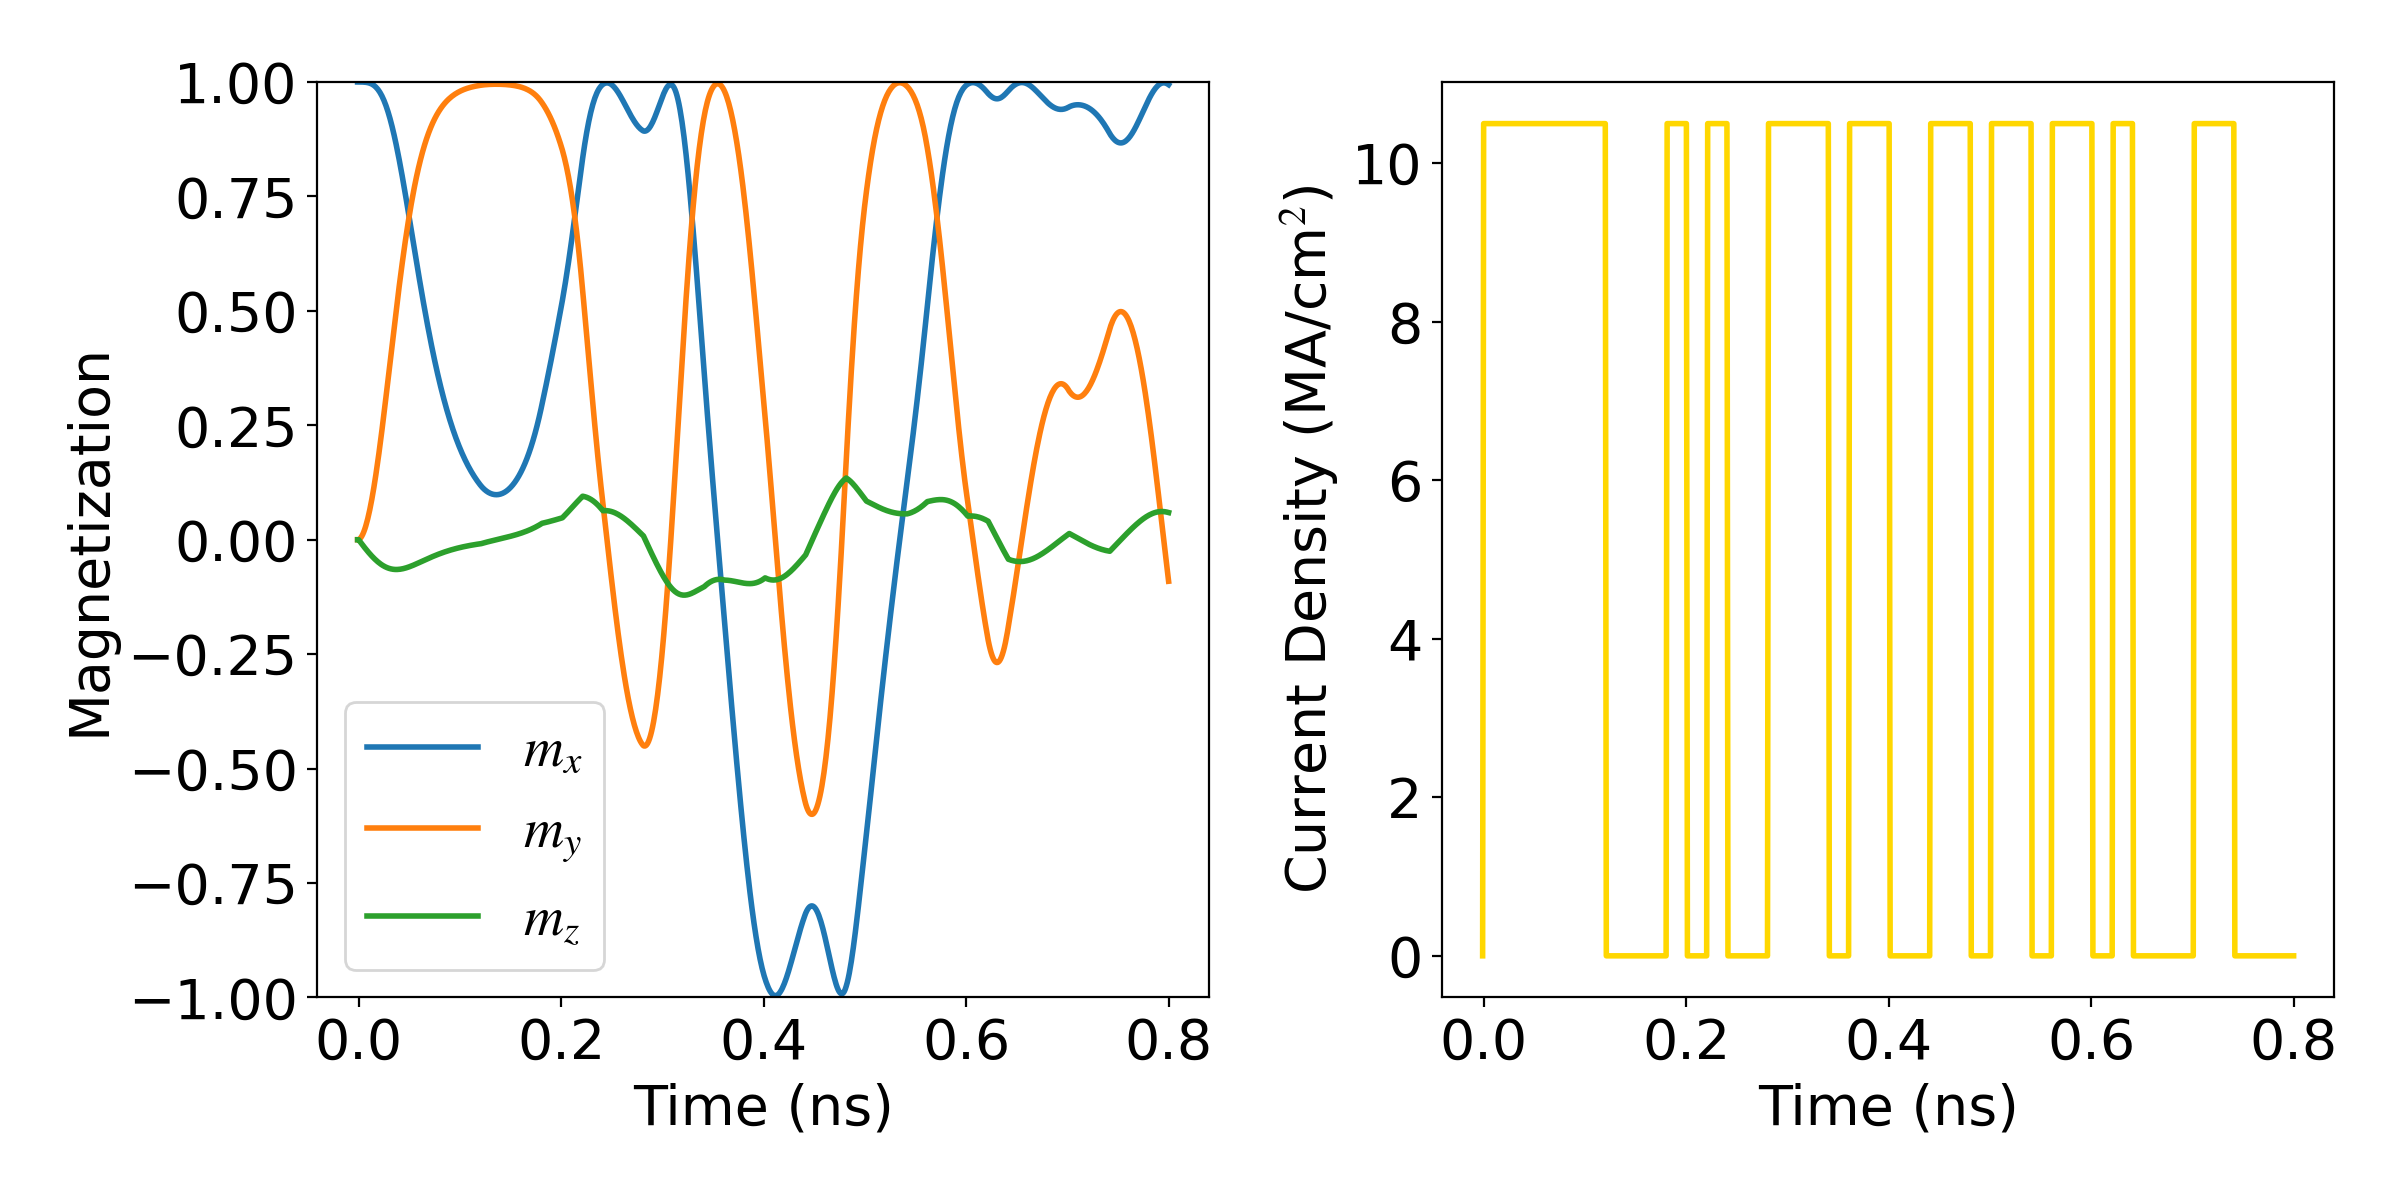 Magnetization
1.00
0.75
0.50
0.25
0.00
−0.25
−0.50
−0.75
−1.00
m_x
m_y
m_z
0.0 0.2 0.4 0.6 0.8
Time (ns)
Current Density (MA/cm²)
10
8
6
4
2
0
0.0 0.2 0.4 0.6 0.8
Time (ns)